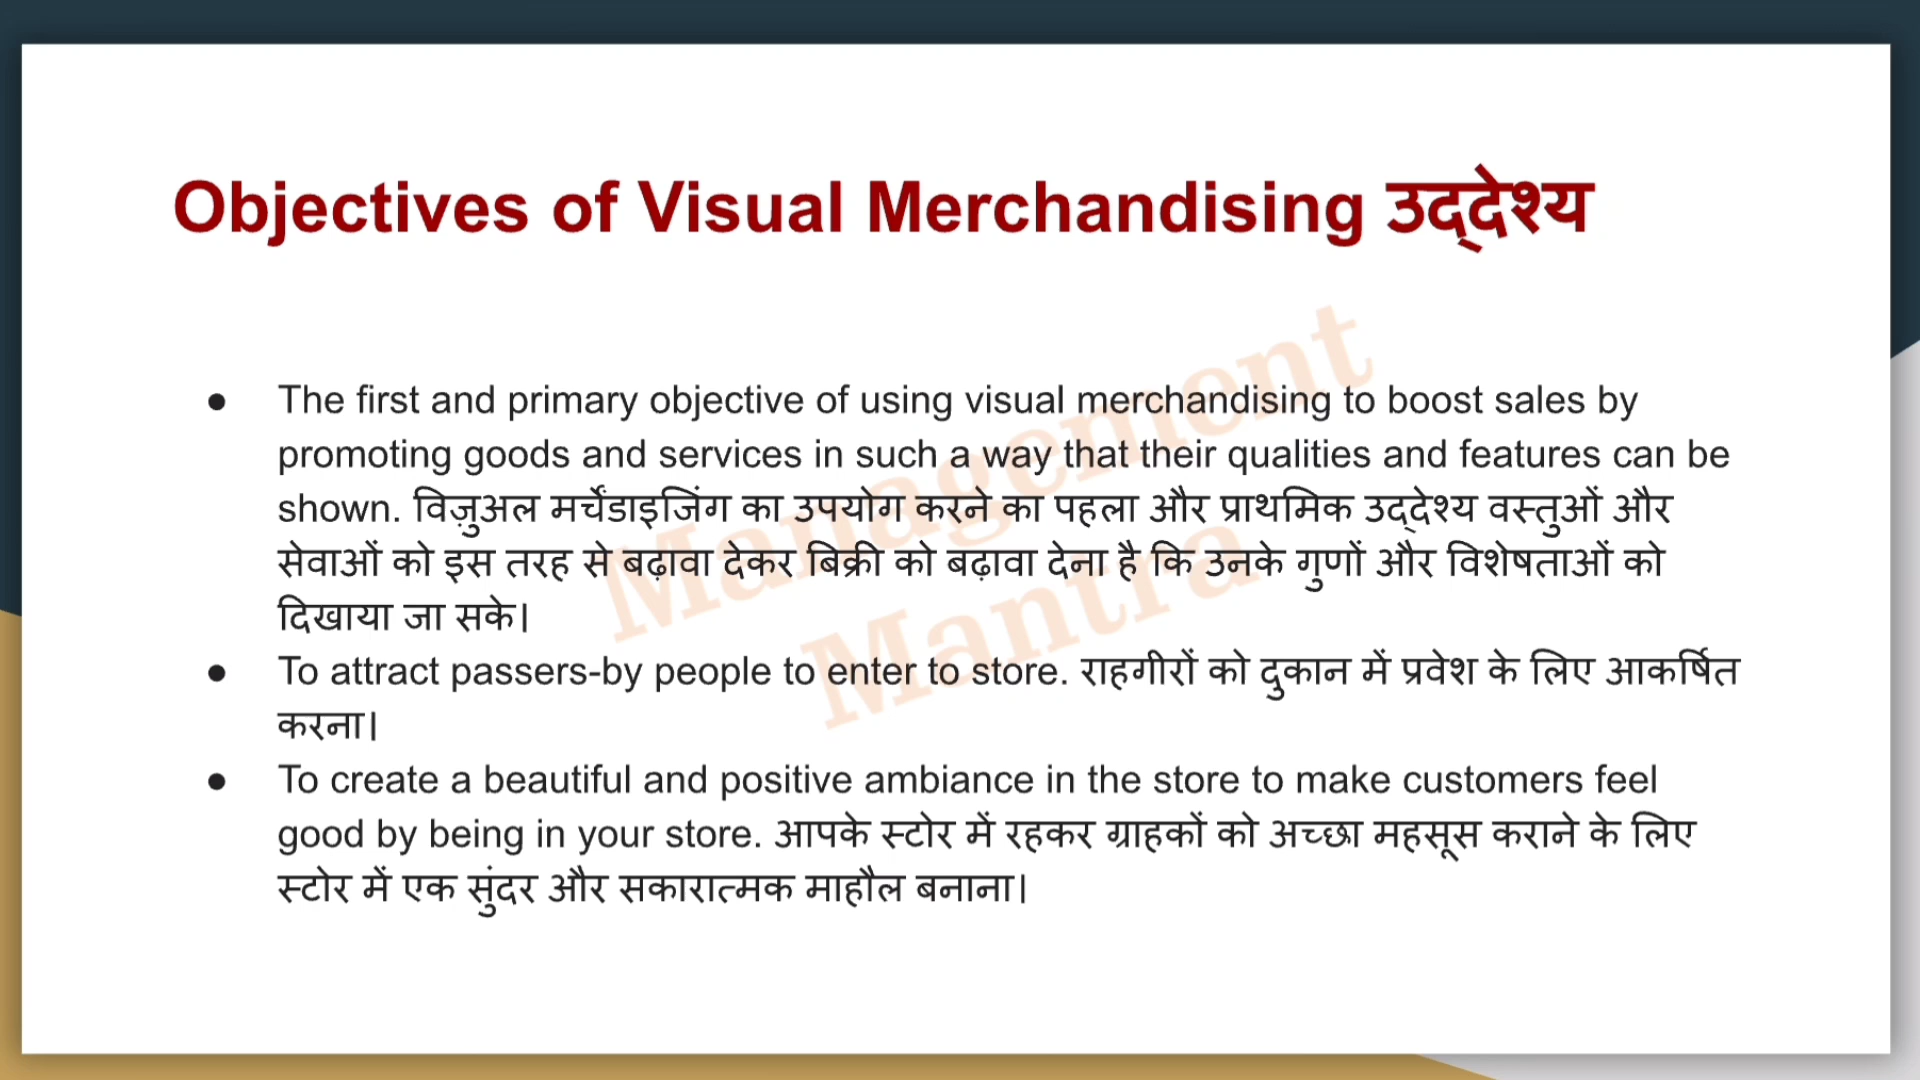 Objectives of Visual Merchandising उद्देश्य
● The first and primary objective of using visual merchandising to boost sales by
promoting goods and services in such a way that their qualities and features can be
shown. विज़ुअल मर्चेंडाइजिंग का उपयोग करने का पहला और प्राथमिक उद्देश्य वस्तुओं और
सेवाओं को इस तरह से बढ़ावा देकर बिक्री को बढ़ावा देना है कि उनके गुणों और विशेषताओं को
दिखाया जा सके।
● To attract passers-by people to enter to store. राहगीरों को दुकान में प्रवेश के लिए आकर्षित
करना।
● To create a beautiful and positive ambiance in the store to make customers feel
good by being in your store. आपके स्टोर में रहकर ग्राहकों को अच्छा महसूस कराने के लिए
स्टोर में एक सुंदर और सकारात्मक माहौल बनाना।
Management
Mantra